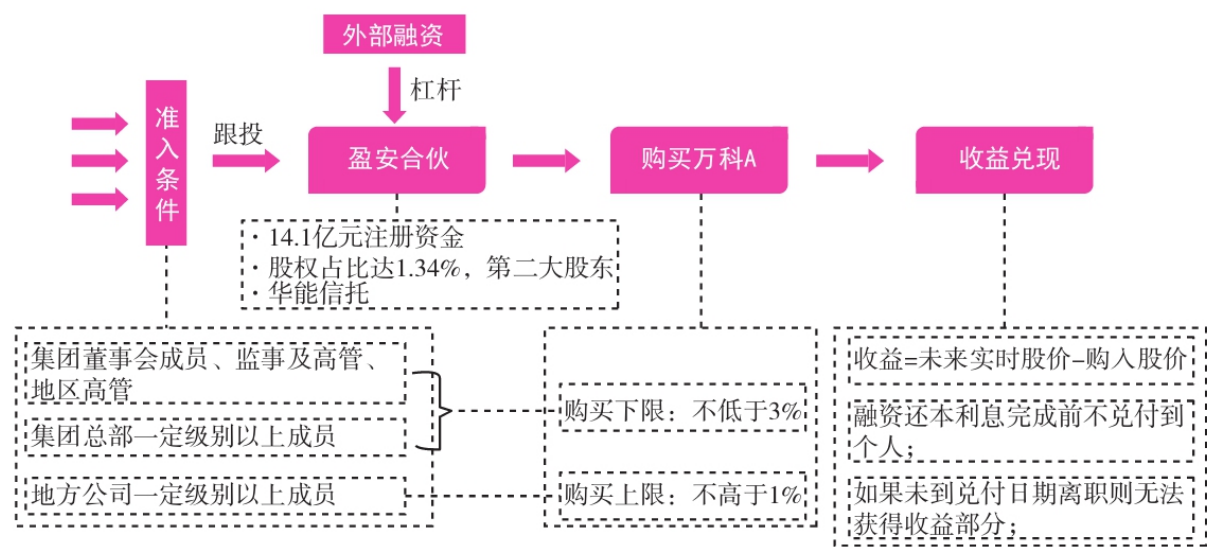 外部融资
杠杆
准入条件
跟投
盈安合伙
购买万科A
收益兑现
· 14.1亿元注册资金
· 股权占比达1.34%，第二大股东
· 华能信托
集团董事会成员、监事及高管、
地区高管
集团总部一定级别以上成员
地方公司一定级别以上成员
购买下限：不低于3%
购买上限：不高于1%
收益=未来实时股价-购入股价
融资还本利息完成前不兑付到
个人；
如果未到兑付日期离职则无法
获得收益部分；